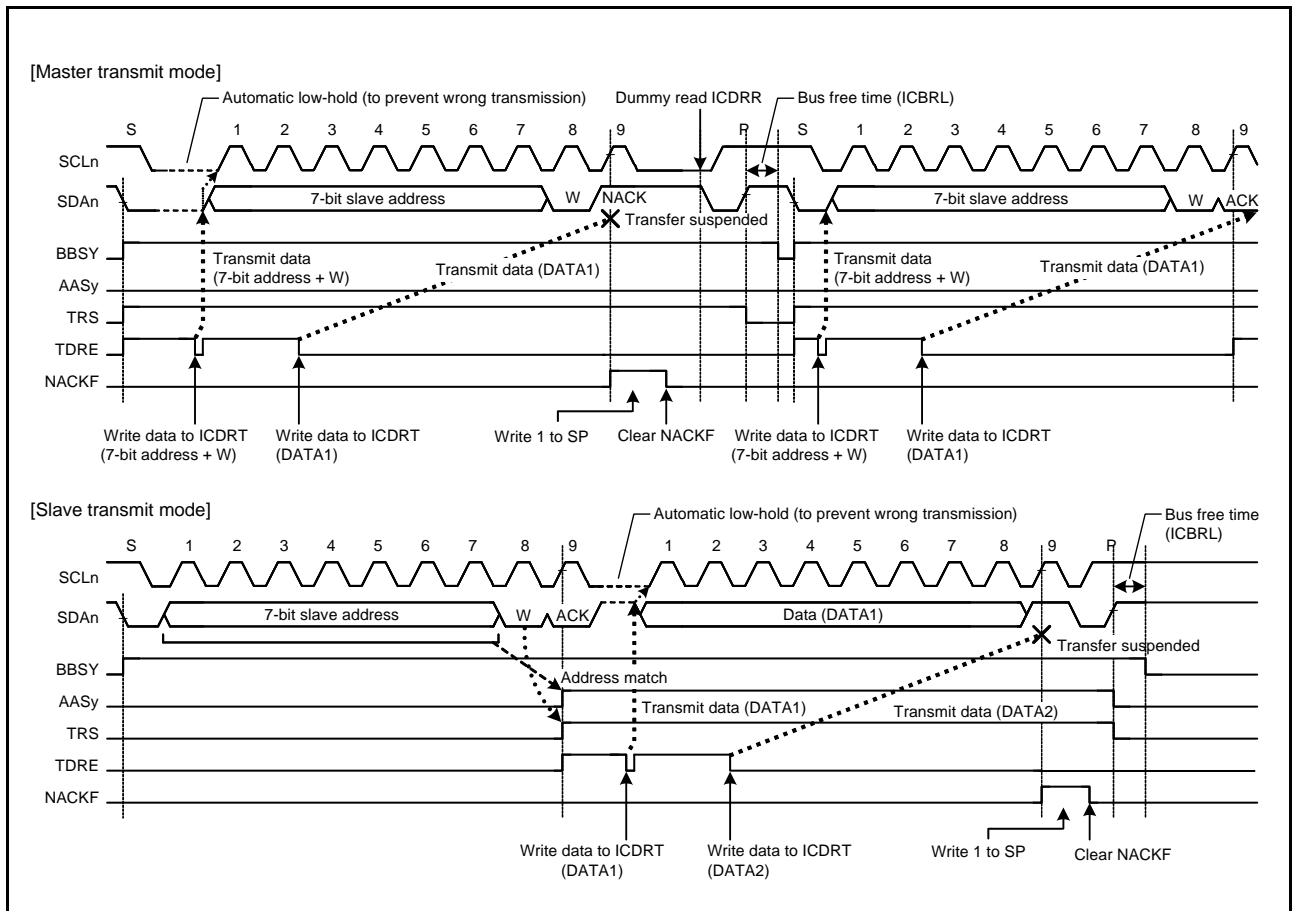 [Master transmit mode]
Automatic low-hold (to prevent wrong transmission)
Dummy read ICDRR
Bus free time (ICBRL)
S 1 2 3 4 5 6 7 8 9 P S 1 2 3 4 5 6 7 8 9
SCLn
SDAn
7-bit slave address
W
NACK
7-bit slave address
W
ACK
Transfer suspended
BBSY
Transmit data
(7-bit address + W)
Transmit data (DATA1)
Transmit data
(7-bit address + W)
Transmit data (DATA1)
AASy
TRS
TDRE
NACKF
Write data to ICDRT
(7-bit address + W)
Write data to ICDRT
(DATA1)
Write 1 to SP
Clear NACKF
Write data to ICDRT
(7-bit address + W)
Write data to ICDRT
(DATA1)
[Slave transmit mode]
Automatic low-hold (to prevent wrong transmission)
Bus free time
(ICBRL)
S 1 2 3 4 5 6 7 8 9 1 2 3 4 5 6 7 8 9 P
SCLn
SDAn
7-bit slave address
W
ACK
Data (DATA1)
Transfer suspended
BBSY
Address match
AASy
Transmit data (DATA1)
Transmit data (DATA2)
TRS
TDRE
NACKF
Write data to ICDRT
(DATA1)
Write data to ICDRT
(DATA2)
Write 1 to SP
Clear NACKF